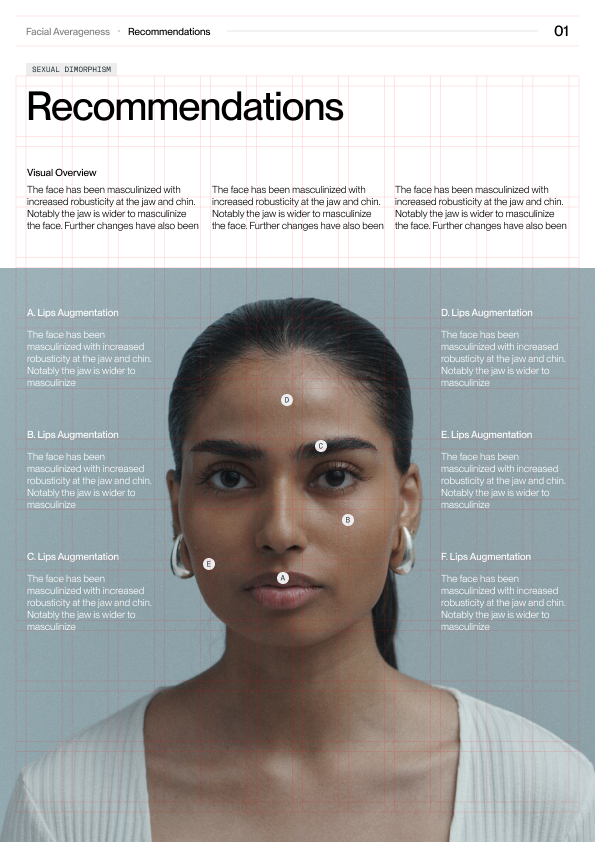 Facial Averageness · Recommendations 01
SEXUAL DIMORPHISM
Recommendations
Visual Overview
The face has been masculinized with
increased robusticity at the jaw and chin.
Notably the jaw is wider to masculinize
the face. Further changes have also been
The face has been masculinized with
increased robusticity at the jaw and chin.
Notably the jaw is wider to masculinize
the face. Further changes have also been
The face has been masculinized with
increased robusticity at the jaw and chin.
Notably the jaw is wider to masculinize
the face. Further changes have also been
A. Lips Augmentation
The face has been
masculinized with increased
robusticity at the jaw and chin.
Notably the jaw is wider to
masculinize
B. Lips Augmentation
The face has been
masculinized with increased
robusticity at the jaw and chin.
Notably the jaw is wider to
masculinize
C. Lips Augmentation
The face has been
masculinized with increased
robusticity at the jaw and chin.
Notably the jaw is wider to
masculinize
D
C
B
E
A
D. Lips Augmentation
The face has been
masculinized with increased
robusticity at the jaw and chin.
Notably the jaw is wider to
masculinize
E. Lips Augmentation
The face has been
masculinized with increased
robusticity at the jaw and chin.
Notably the jaw is wider to
masculinize
F. Lips Augmentation
The face has been
masculinized with increased
robusticity at the jaw and chin.
Notably the jaw is wider to
masculinize